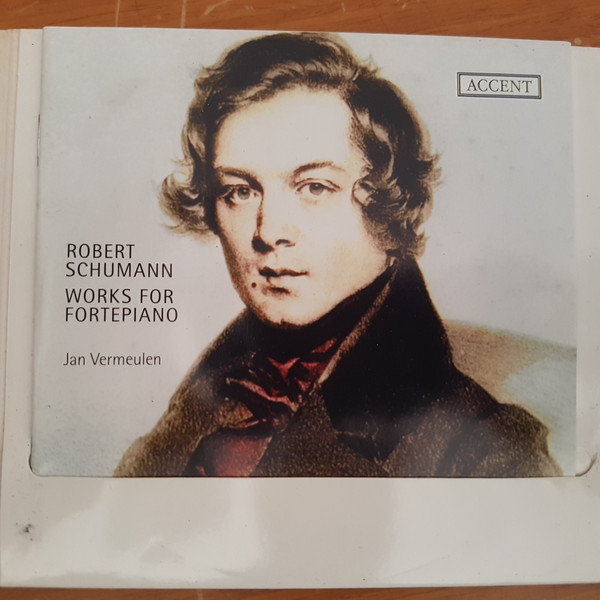 ACCENT
ROBERT
SCHUMANN
WORKS FOR
FORTEPIANO
Jan Vermeulen